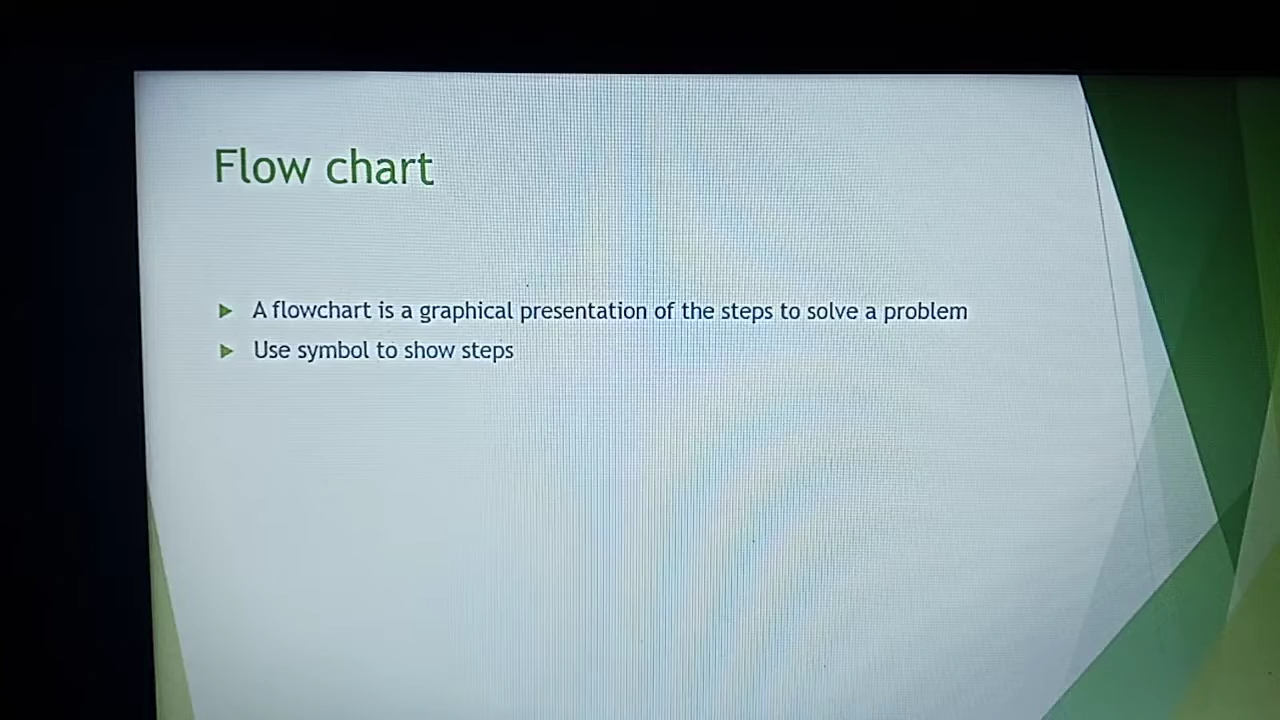 Flow chart
A flowchart is a graphical presentation of the steps to solve a problem
Use symbol to show steps